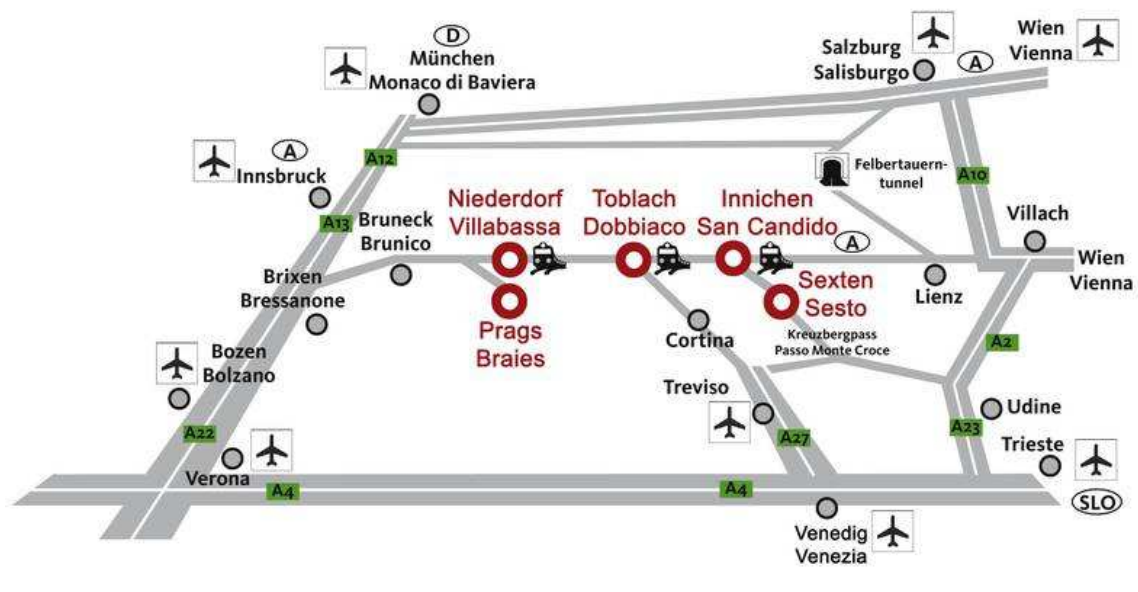 D
München
Monaco di Baviera
Salzburg
Salisburgo
A
Wien
Vienna
A
Innsbruck
A12
A13
Felbertauern-
tunnel
A10
Bruneck
Brunico
Niederdorf
Villabassa
Toblach
Dobbiaco
Innichen
San Candido
A
Villach
Wien
Vienna
Brixen
Bressanone
Prags
Braies
Sexten
Sesto
Lienz
Cortina
Kreuzbergpass
Passo Monte Croce
A2
Bozen
Bolzano
Treviso
Udine
A22
A27
A23
Trieste
Verona
A4
A4
SLO
Venedig
Venezia